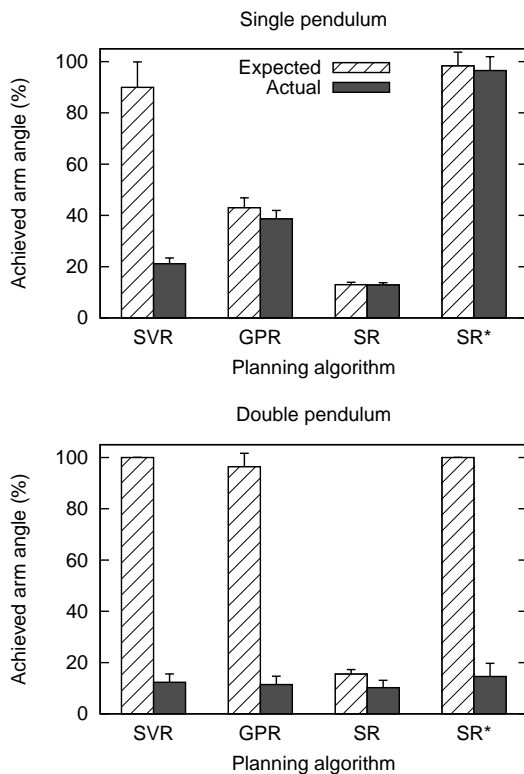 Single pendulum
Achieved arm angle (%)
100
80
60
40
20
0
Expected
Actual
SVR GPR SR SR*
Planning algorithm
Double pendulum
Achieved arm angle (%)
100
80
60
40
20
0
SVR GPR SR SR*
Planning algorithm